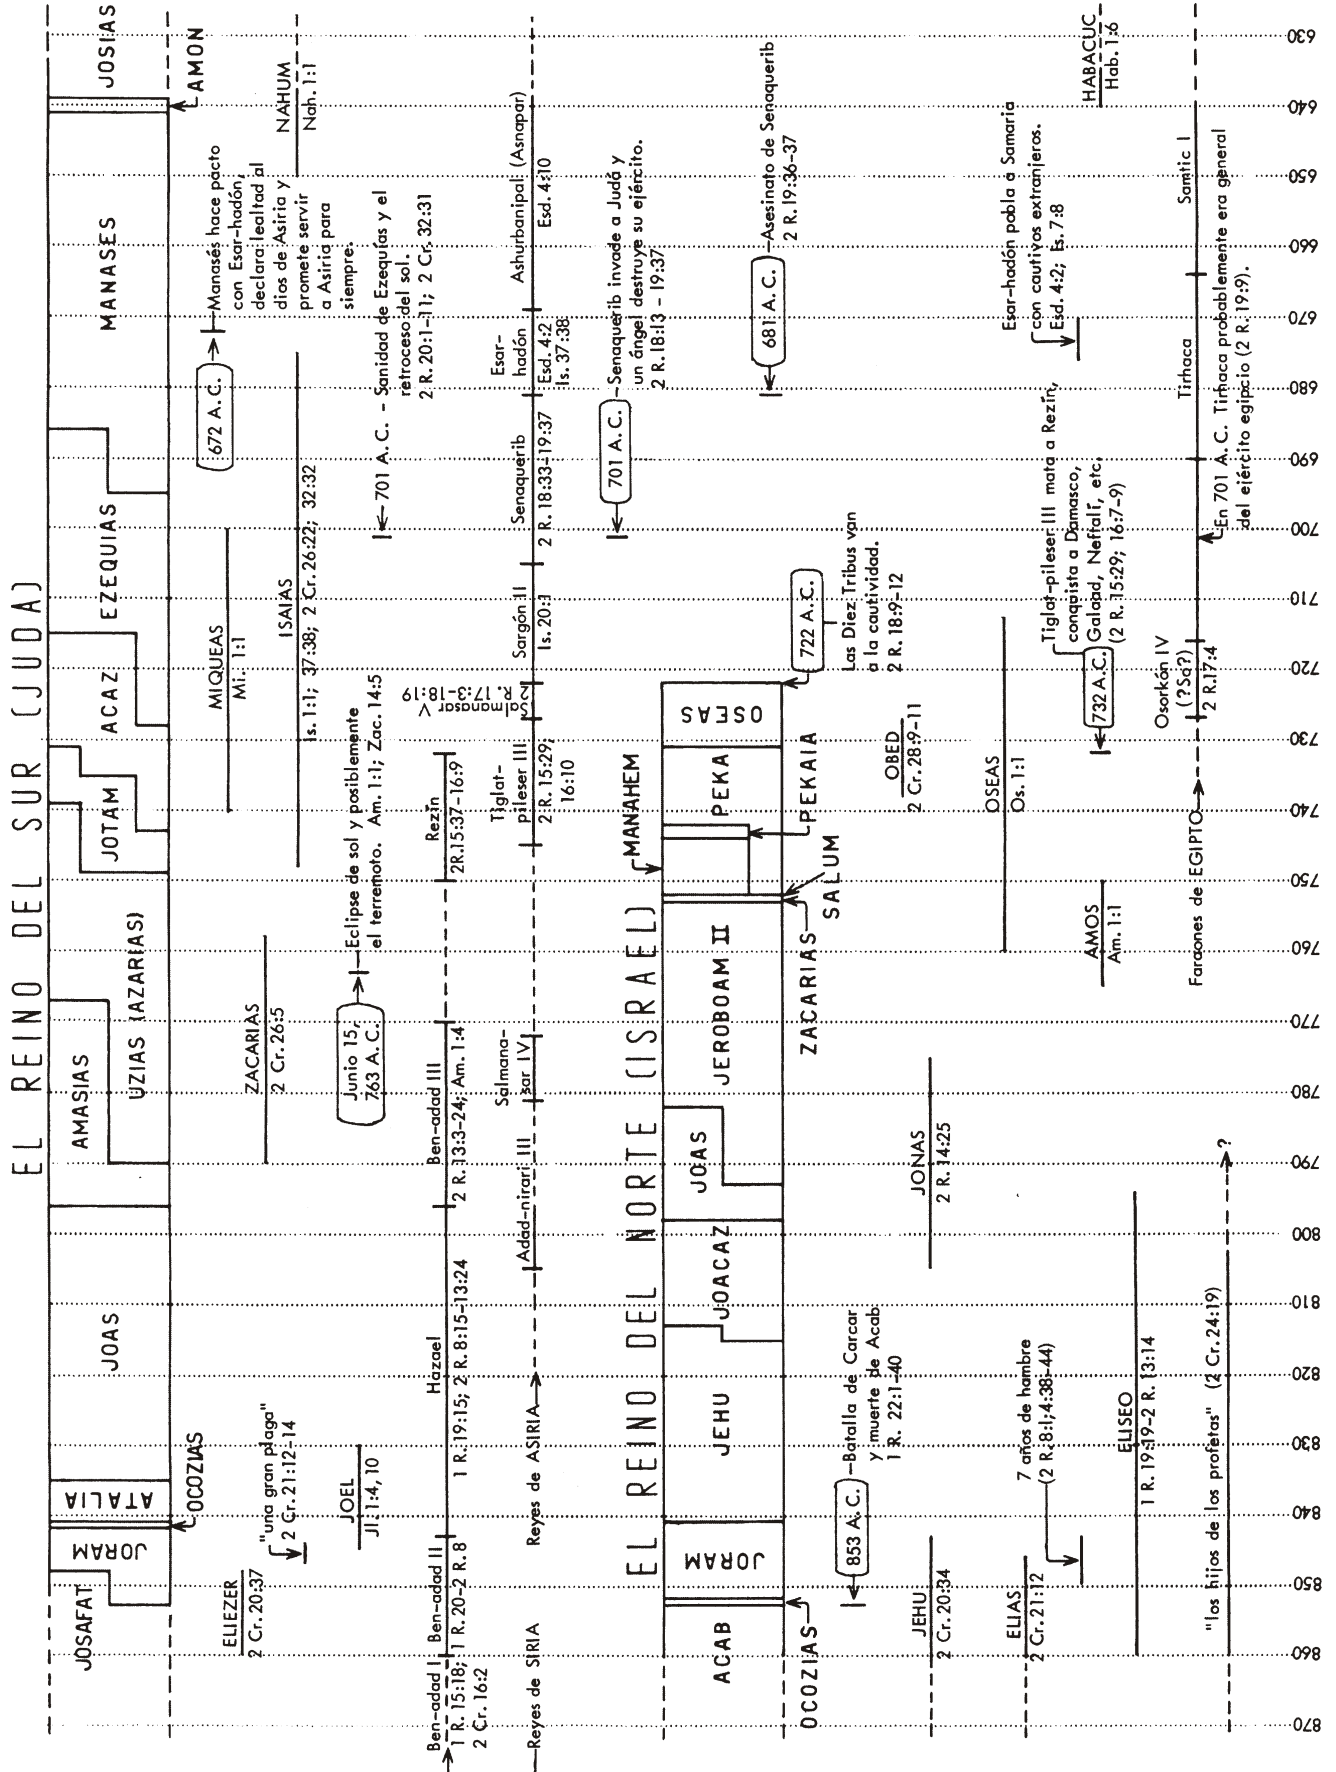 EL REINO DEL SUR (JUDA)
JOSAFAT
JORAM
ATALIA
OCOZIAS
JOAS
AMASIAS
UZIAS (AZARIAS)
JOTAM
ACAZ
EZEQUIAS
MANASES
AMON
JOSIAS
ELIEZER
2 Cr. 20:37
"una gran plaga"
2 Cr. 21:12-14
JOEL
Jl. 1:4, 10
ZACARIAS
2 Cr. 26:5
Junio 15,
763 A.C.
Eclipse de sol y posiblemente
el terremoto. Am. 1:1; Zac. 14:5
MIQUEAS
Mi. 1:1
ISAIAS
Is. 1:1; 37:38; 2 Cr. 26:22; 32:32
672 A.C.
Manasés hace pacto
con Esar-hadón,
declara lealtad al
dios de Asiria y
promete servir
a Asiria para
siempre.
NAHUM
Nah. 1:1
701 A.C. - Sanidad de Ezequías y el
retroceso del sol.
2 R. 20:1-11; 2 Cr. 32:31
Ben-adad I
1 R. 15:18;
2 Cr. 16:2
Ben-adad II
1 R. 20-2 R. 8
Hazael
1 R. 19:15; 2 R. 8:15-13:24
Ben-adad III
2 R. 13:3-24; Am. 1:4
Rezín
2R.15:37-16:9
Reyes de SIRIA
Reyes de ASIRIA
Adad-nirari III
Salmana-
sar IV
Tiglat-
pileser III
2 R. 15:29;
16:10
Salmanasar V
2 R. 17:3-18:19
Sargón II
Is. 20:1
Senaquerib
2 R. 18:33-19:37
Esar-
hadón
Esd. 4:2
Is. 37:38
Ashurbanipal (Asnapar)
Esd. 4:10
701 A.C.
Senaquerib invade a Judá y
un ángel destruye su ejército.
2 R. 18:13 - 19:37
681 A.C.
Asesinato de Senaquerib
2 R. 19:36-37
EL REINO DEL NORTE (ISRAEL)
ACAB
OCOZIAS
JORAM
JEHU
JOACAZ
JOAS
JEROBOAM II
ZACARIAS
SALUM
MANAHEM
PEKAIA
PEKA
OSEAS
853 A.C.
Batalla de Carcar
y muerte de Acab
1 R. 22:1-40
722 A.C.
Las Diez Tribus van
a la cautividad.
2 R. 18:9-12
JEHU
2 Cr. 20:34
JONAS
2 R. 14:25
OBED
2 Cr. 28:9-11
ELIAS
2 Cr. 21:12
7 años de hambre
(2 R. 8:1;4:38-44)
OSEAS
Os. 1:1
Esar-hadón pobla a Samaria
con cautivos extranjeros.
Esd. 4:2; Is. 7:8
ELISEO
1 R. 19:19-2 R. 13:14
AMOS
Am. 1:1
732 A.C.
Tiglat-pileser III mata a Rezín,
conquista a Damasco,
Galaad, Neftalí, etc.
(2 R. 15:29; 16:7-9)
HABACUC
Hab. 1:6
"los hijos de los profetas" (2 Cr. 24:19)
?
Faraones de EGIPTO
Osorkón IV
(?So?)
2 R.17:4
Tirhaca
Samtic I
En 701 A.C. Tirhaca probablemente era general
del ejército egipcio (2 R. 19:9).
870 860 850 840 830 820 810 800 790 780 770 760 750 740 730 720 710 700 690 680 670 660 650 640 630